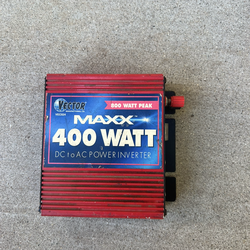 VECTOR
800 WATT PEAK
MAXX
400 WATT
DC to AC POWER INVERTER